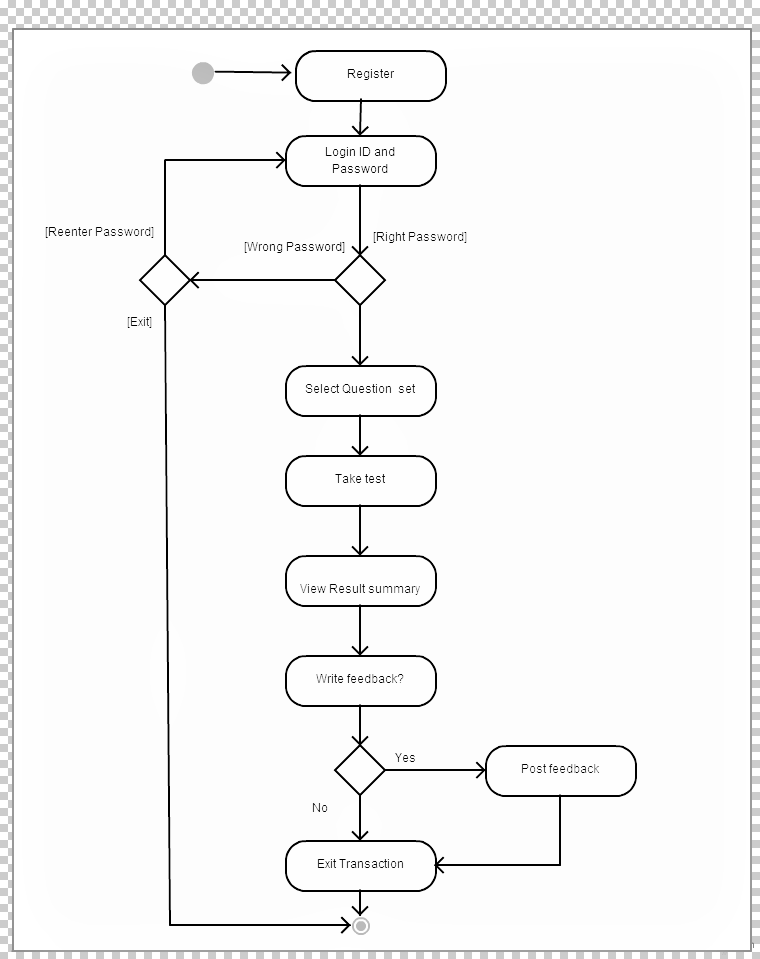 Register
Login ID and
Password
[Reenter Password]
[Wrong Password]
[Right Password]
[Exit]
Select Question set
Take test
View Result summary
Write feedback?
Yes
Post feedback
No
Exit Transaction